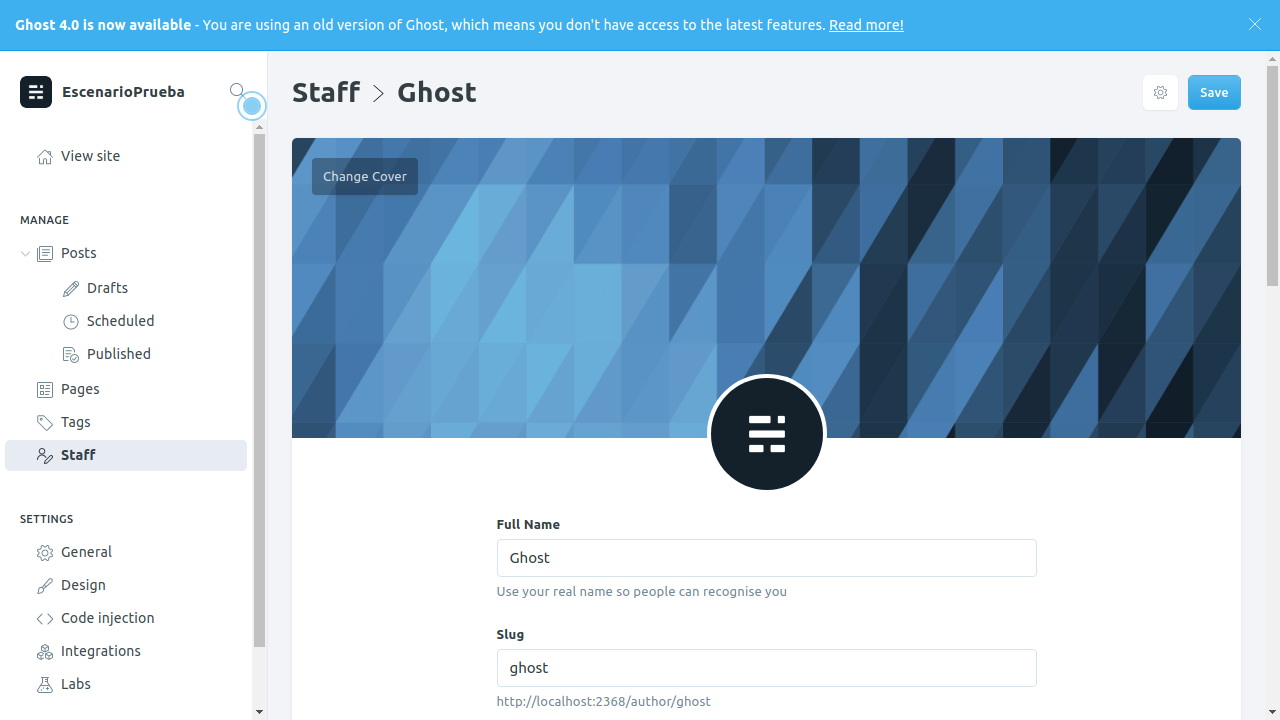 Ghost 4.0 is now available - You are using an old version of Ghost, which means you don't have access to the latest features. Read more!
EscenarioPrueba
View site
MANAGE
Posts
Drafts
Scheduled
Published
Pages
Tags
Staff
SETTINGS
General
Design
Code injection
Integrations
Labs
Staff > Ghost
Save
Change Cover
Full Name
Ghost
Use your real name so people can recognise you
Slug
ghost
http://localhost:2368/author/ghost